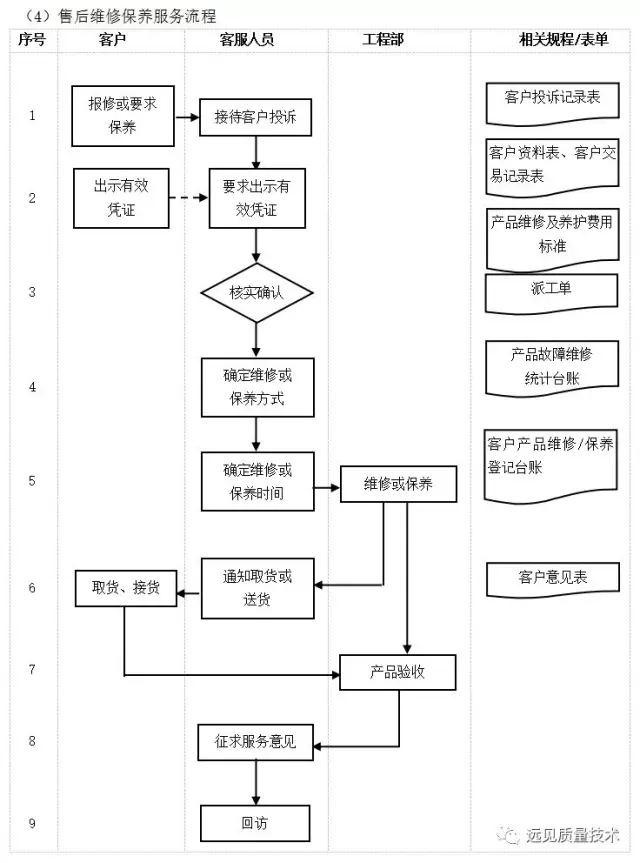 （4）售后维修保养服务流程
序号 客户 客服人员 工程部 相关规程/表单
1
报修或要求
保养
接待客户投诉
客户投诉记录表
2
出示有效
凭证
要求出示有
效凭证
客户资料表、客户交
易记录表
产品维修及养护费用
标准
3
核实确认
派工单
4
确定维修或
保养方式
产品故障维修
统计台账
5
确定维修或
保养时间
维修或保养
客户产品维修/保养
登记台账
6
取货、接货
通知取货或
送货
客户意见表
7
产品验收
8
征求服务意见
9
回访
远见质量技术